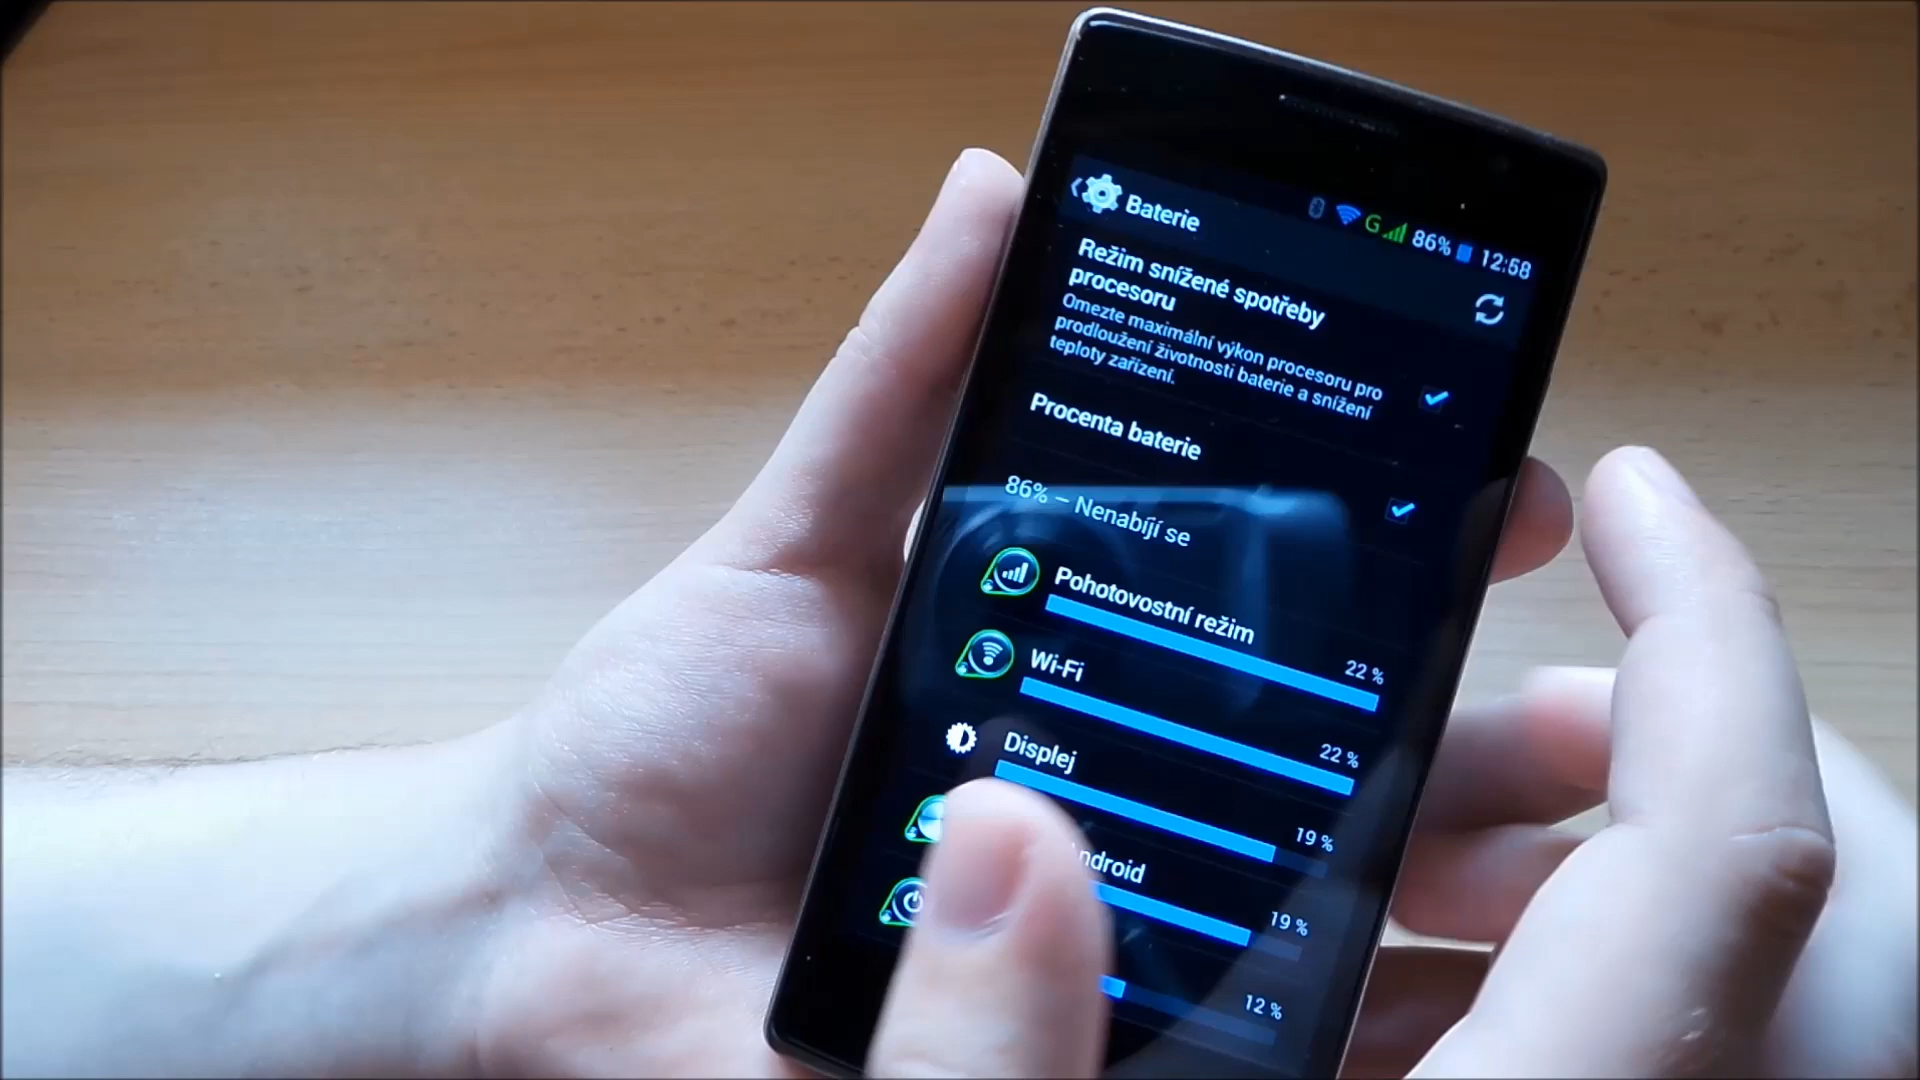 Baterie
G 86% 12:58
Režim snížené spotřeby
procesoru
Omezte maximální výkon procesoru pro
prodloužení životnosti baterie a snížení
teploty zařízení.
Procenta baterie
86% – Nenabíjí se
Pohotovostní režim
22 %
Wi-Fi
22 %
Displej
19 %
ndroid
19 %
12 %